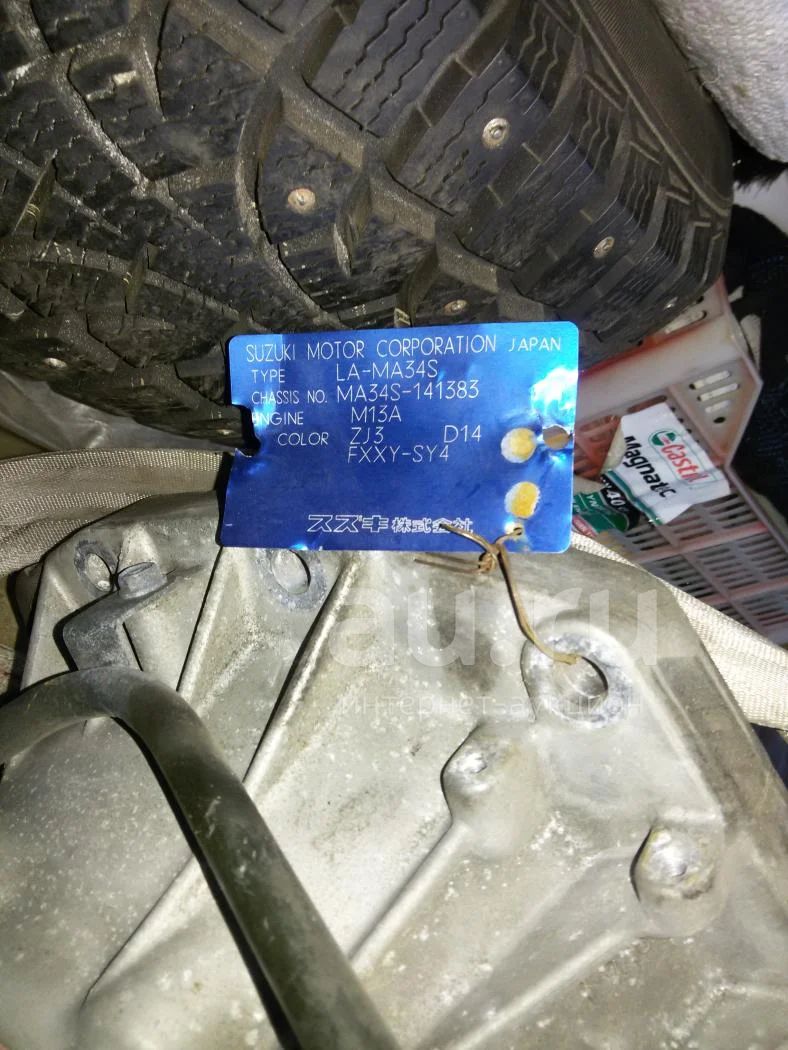 SUZUKI MOTOR CORPORATION JAPAN
TYPE LA-MA34S
CHASSIS NO. MA34S-141383
ENGINE M13A
COLOR ZJ3 D14
FXXY-SY4
スズキ株式会社
Castrol
Magnatec
au.ru
интернет-аукцион